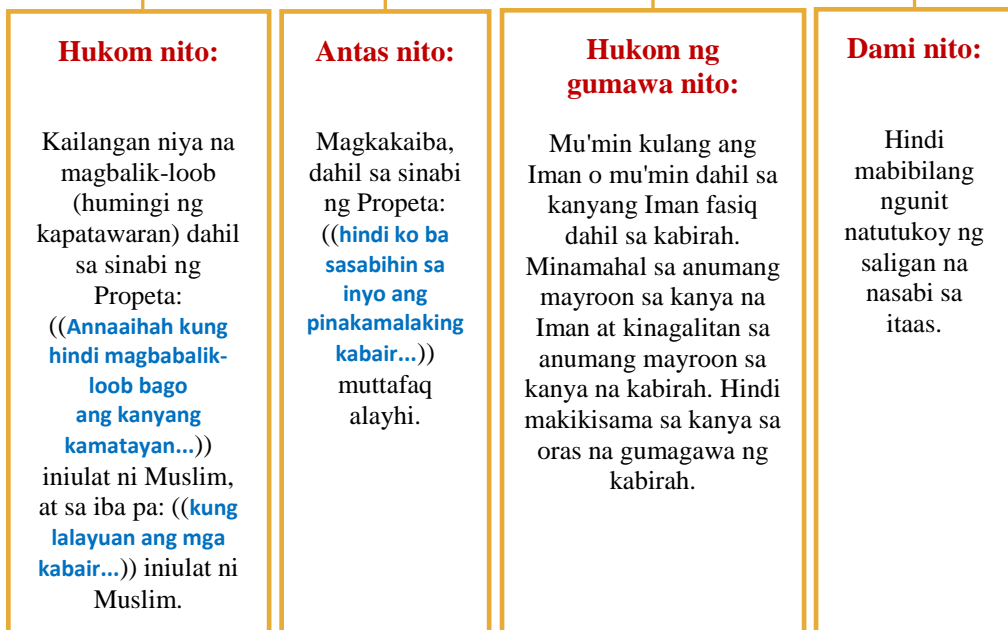 Hukom nito:
Kailangan niya na
magbalik-loob
(humingi ng
kapatawaran) dahil
sa sinabi ng
Propeta:
((Annaaihah kung
hindi magbabalik-
loob bago
ang kanyang
kamatayan...))
iniulat ni Muslim,
at sa iba pa: ((kung
lalayuan ang mga
kabair...)) iniulat ni
Muslim.
Antas nito:
Magkakaiba,
dahil sa sinabi
ng Propeta:
((hindi ko ba
sasabihin sa
inyo ang
pinakamalaking
kabair...))
muttafaq
alayhi.
Hukom ng
gumawa nito:
Mu'min kulang ang
Iman o mu'min dahil sa
kanyang Iman fasiq
dahil sa kabirah.
Minamahal sa anumang
mayroon sa kanya na
Iman at kinagalitan sa
anumang mayroon sa
kanya na kabirah. Hindi
makikisama sa kanya sa
oras na gumagawa ng
kabirah.
Dami nito:
Hindi
mabibilang
ngunit
natutukoy ng
saligan na
nasabi sa
itaas.